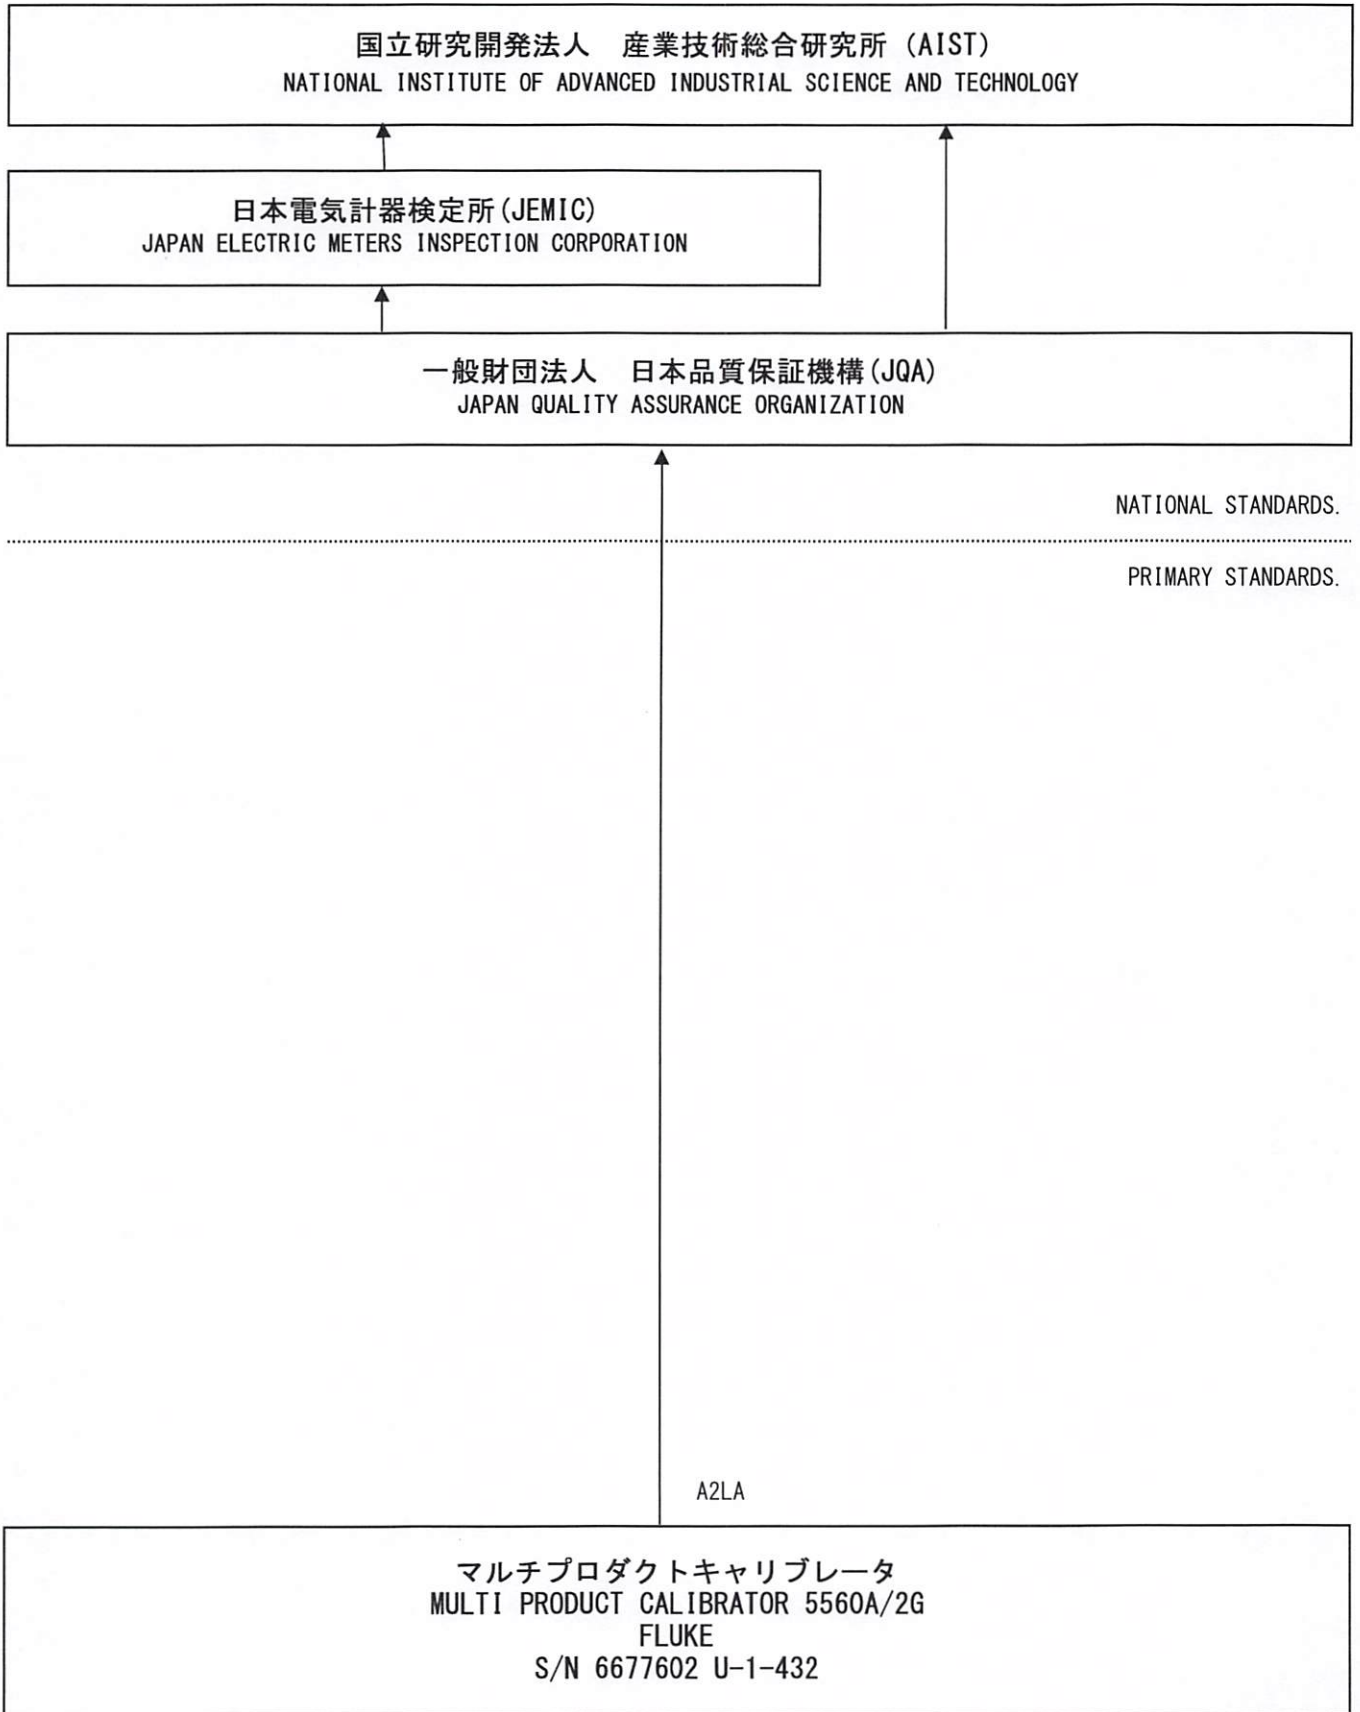 国立研究開発法人　産業技術総合研究所 (AIST)
NATIONAL INSTITUTE OF ADVANCED INDUSTRIAL SCIENCE AND TECHNOLOGY
日本電気計器検定所(JEMIC)
JAPAN ELECTRIC METERS INSPECTION CORPORATION
一般財団法人　日本品質保証機構(JQA)
JAPAN QUALITY ASSURANCE ORGANIZATION
NATIONAL STANDARDS.
PRIMARY STANDARDS.
A2LA
マルチプロダクトキャリブレータ
MULTI PRODUCT CALIBRATOR 5560A/2G
FLUKE
S/N 6677602 U-1-432